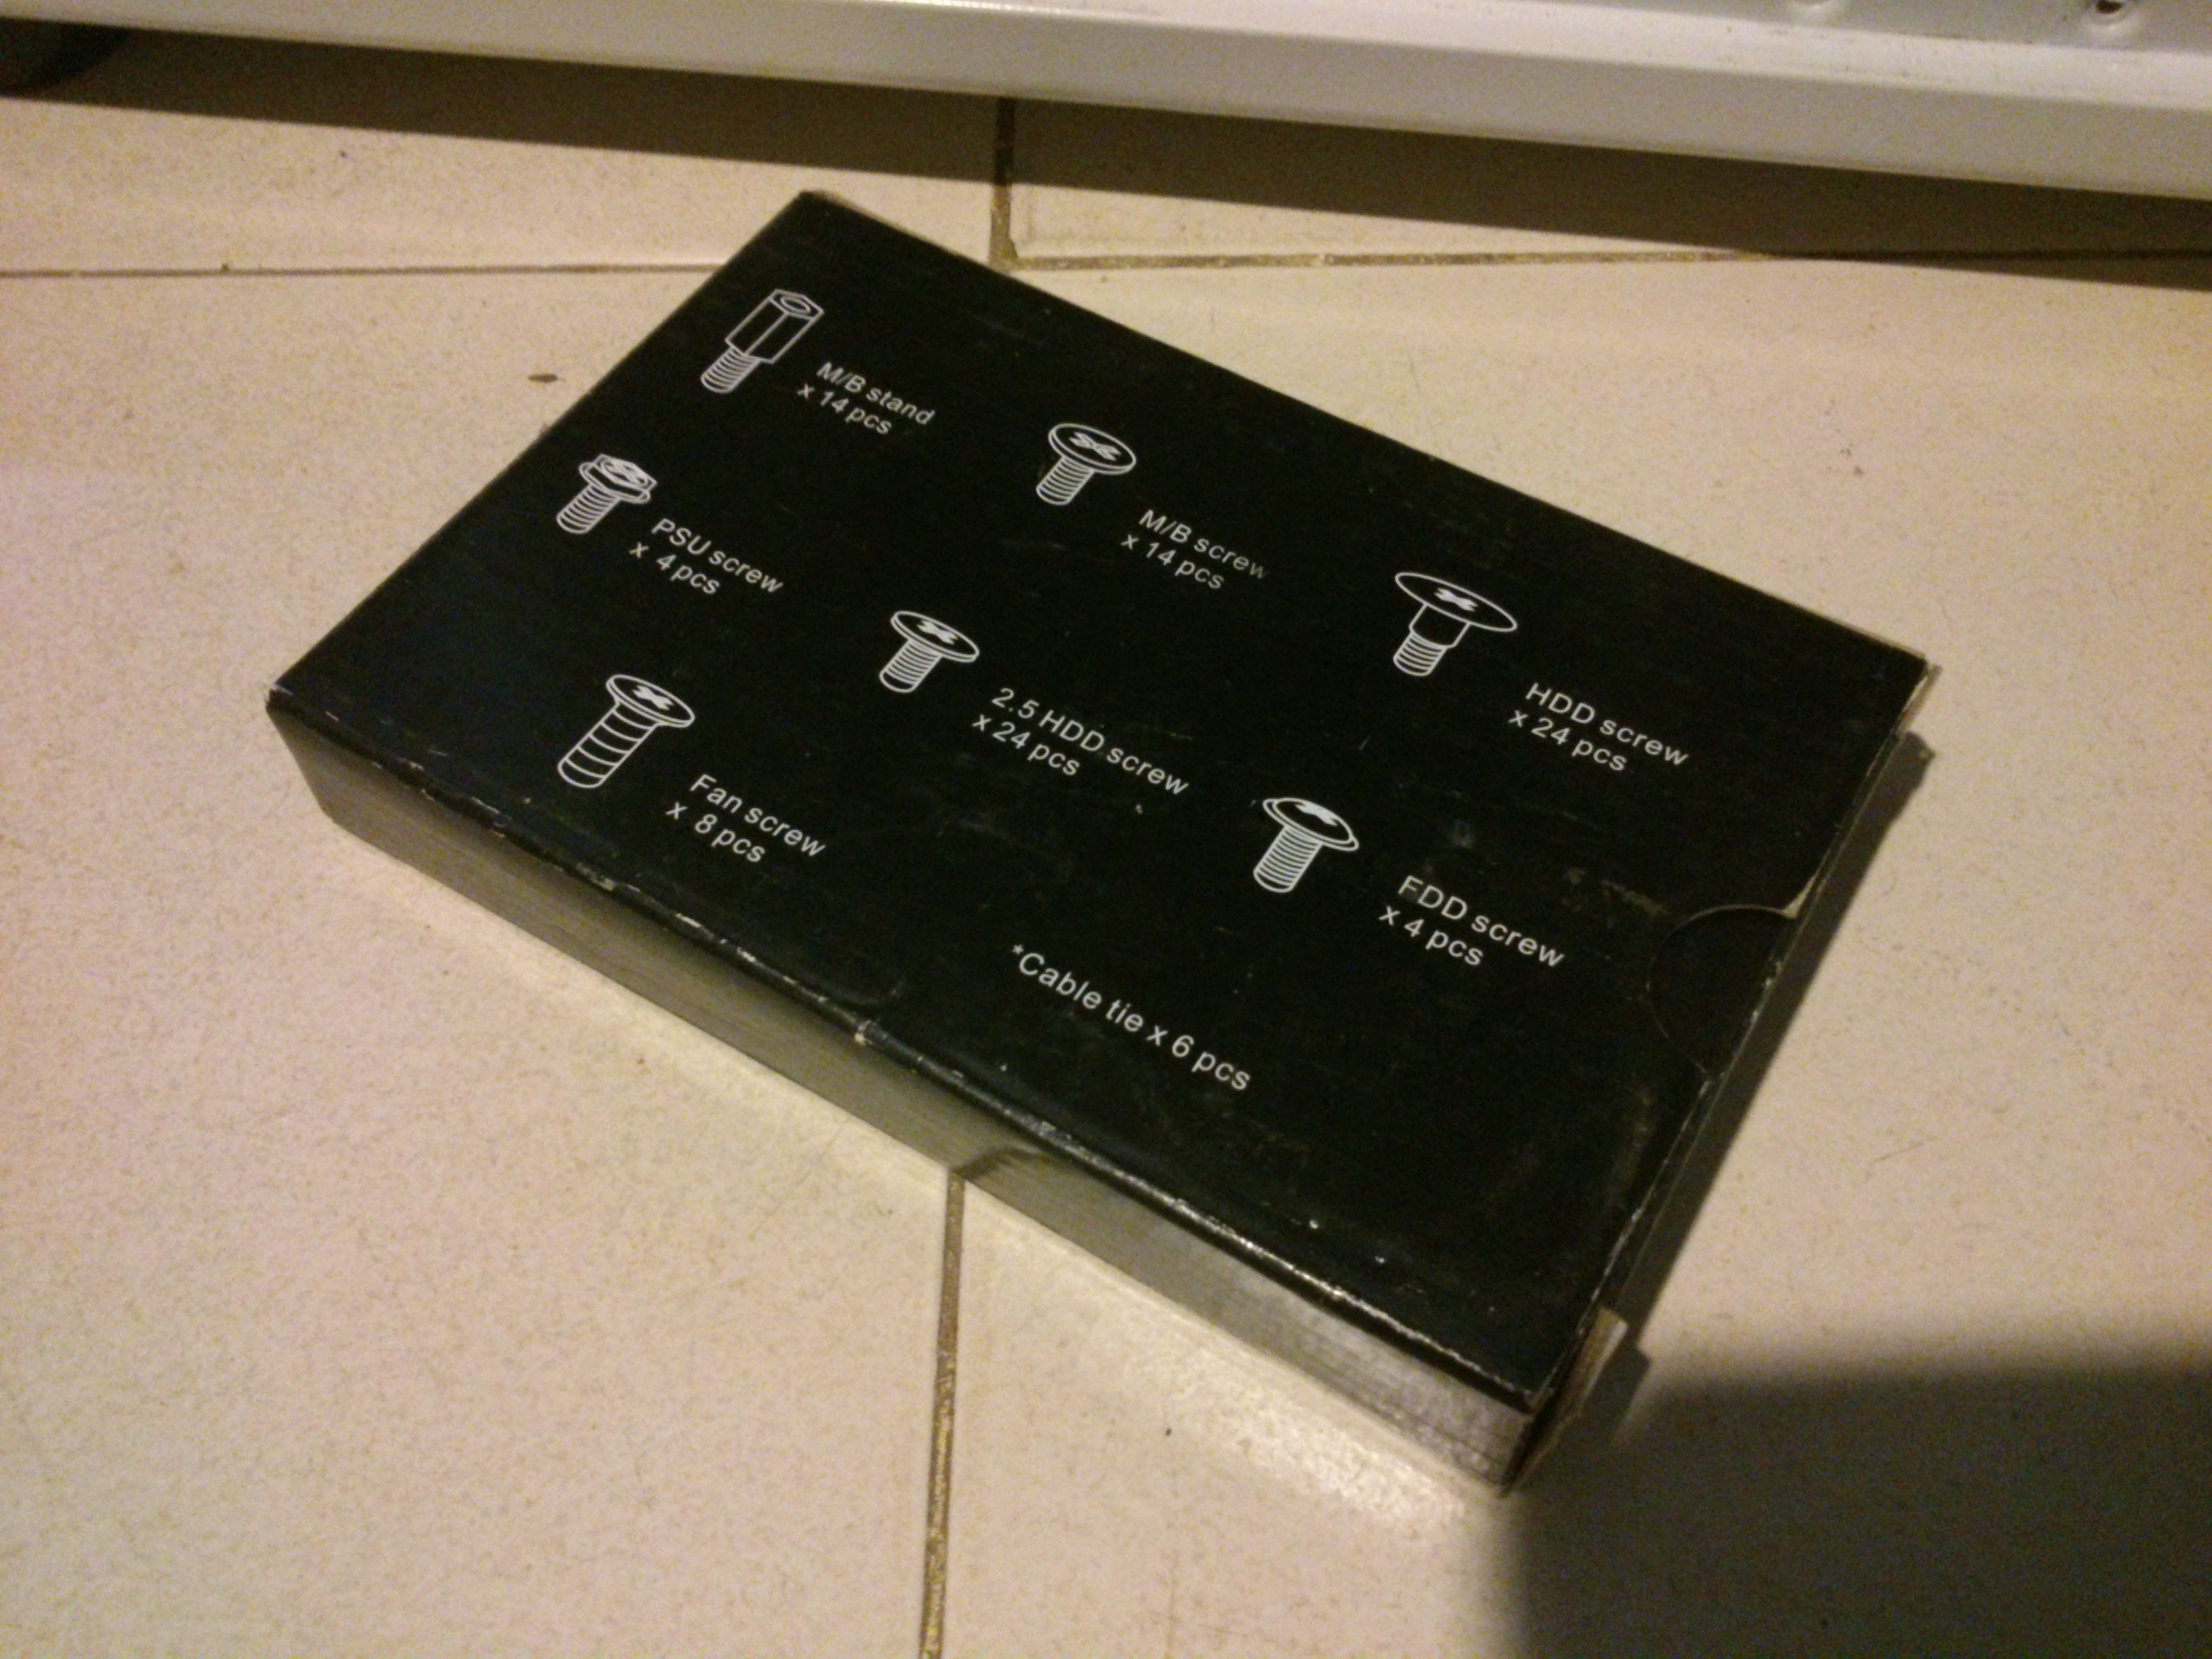 M/B stand
x 14 pcs
M/B screw
x 14 pcs
HDD screw
x 24 pcs
PSU screw
x 4 pcs
2.5 HDD screw
x 24 pcs
FDD screw
x 4 pcs
Fan screw
x 8 pcs
*Cable tie x 6 pcs